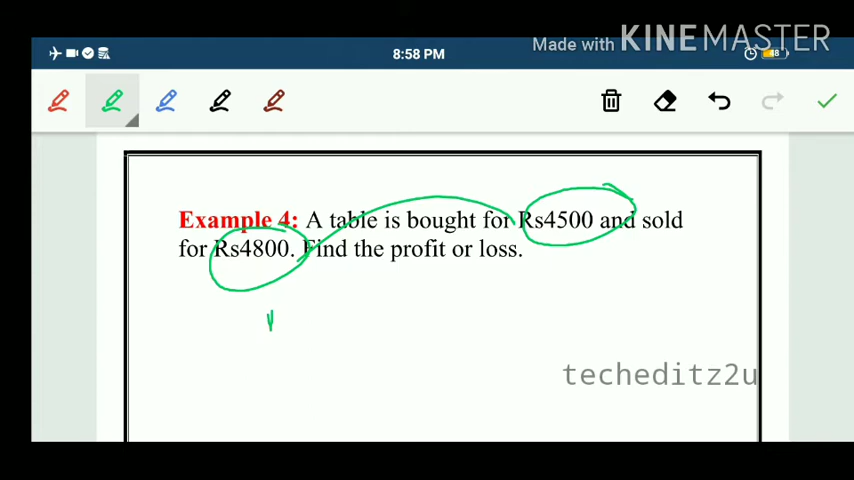 Made with KINEMASTER
8:58 PM
48
Example 4: A table is bought for Rs4500 and sold
for Rs4800. Find the profit or loss.
techeditz2u